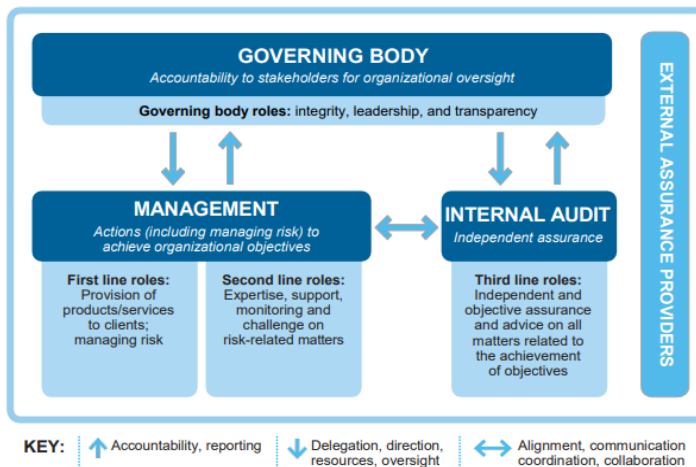 GOVERNING BODY
Accountability to stakeholders for organizational oversight
Governing body roles: integrity, leadership, and transparency
MANAGEMENT
Actions (including managing risk) to
achieve organizational objectives
First line roles:
Provision of
products/services
to clients;
managing risk
Second line roles:
Expertise, support,
monitoring and
challenge on
risk-related matters
INTERNAL AUDIT
Independent assurance
Third line roles:
Independent and
objective assurance
and advice on all
matters related to
the achievement
of objectives
EXTERNAL ASSURANCE PROVIDERS
KEY:
Accountability, reporting
Delegation, direction,
resources, oversight
Alignment, communication
coordination, collaboration